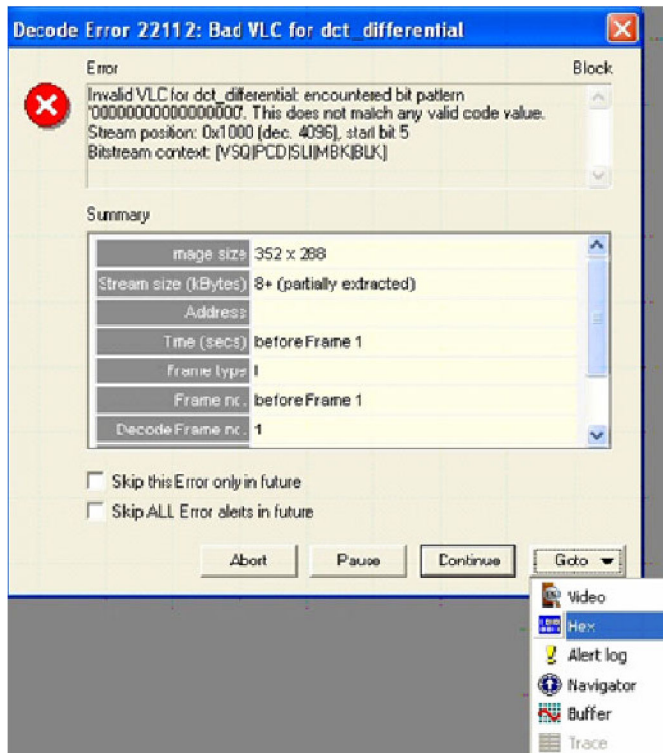 Decode Error 22112: Bad VLC for dct_differential
Error Block
Invalid VLC for dct_differential: encountered bit pattern
'0000000000000000'. This does not match any valid code value.
Stream position: 0x1000 (dec. 4096), start bit 5
Bitstream context: [VSQ|PCD|SLI|MBK|BLK]
Summary
mage size 352 x 288
Stream size (kBytes) 8+ (partially extracted)
Address
Time (secs) before Frame 1
Frame type I
Frame no. before Frame 1
Decode Frame no. 1
Skip this Error only in future
Skip ALL Error alerts in future
Abort Pause Continue Goto
Video
Hex
Alert log
Navigator
Buffer
Trace